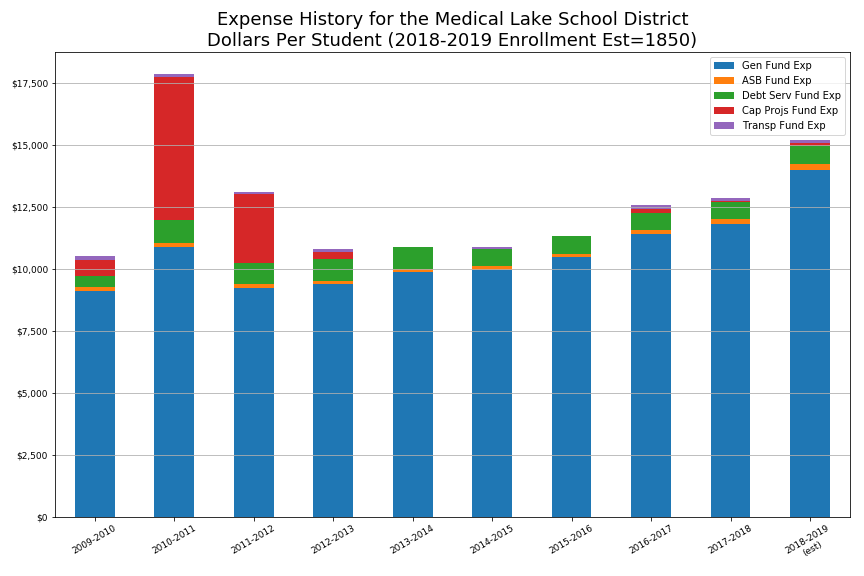 Expense History for the Medical Lake School District
Dollars Per Student (2018-2019 Enrollment Est=1850)
Gen Fund Exp
ASB Fund Exp
Debt Serv Fund Exp
Cap Projs Fund Exp
Transp Fund Exp
$17,500
$15,000
$12,500
$10,000
$7,500
$5,000
$2,500
$0
2009-2010
2010-2011
2011-2012
2012-2013
2013-2014
2014-2015
2015-2016
2016-2017
2017-2018
2018-2019
(est)